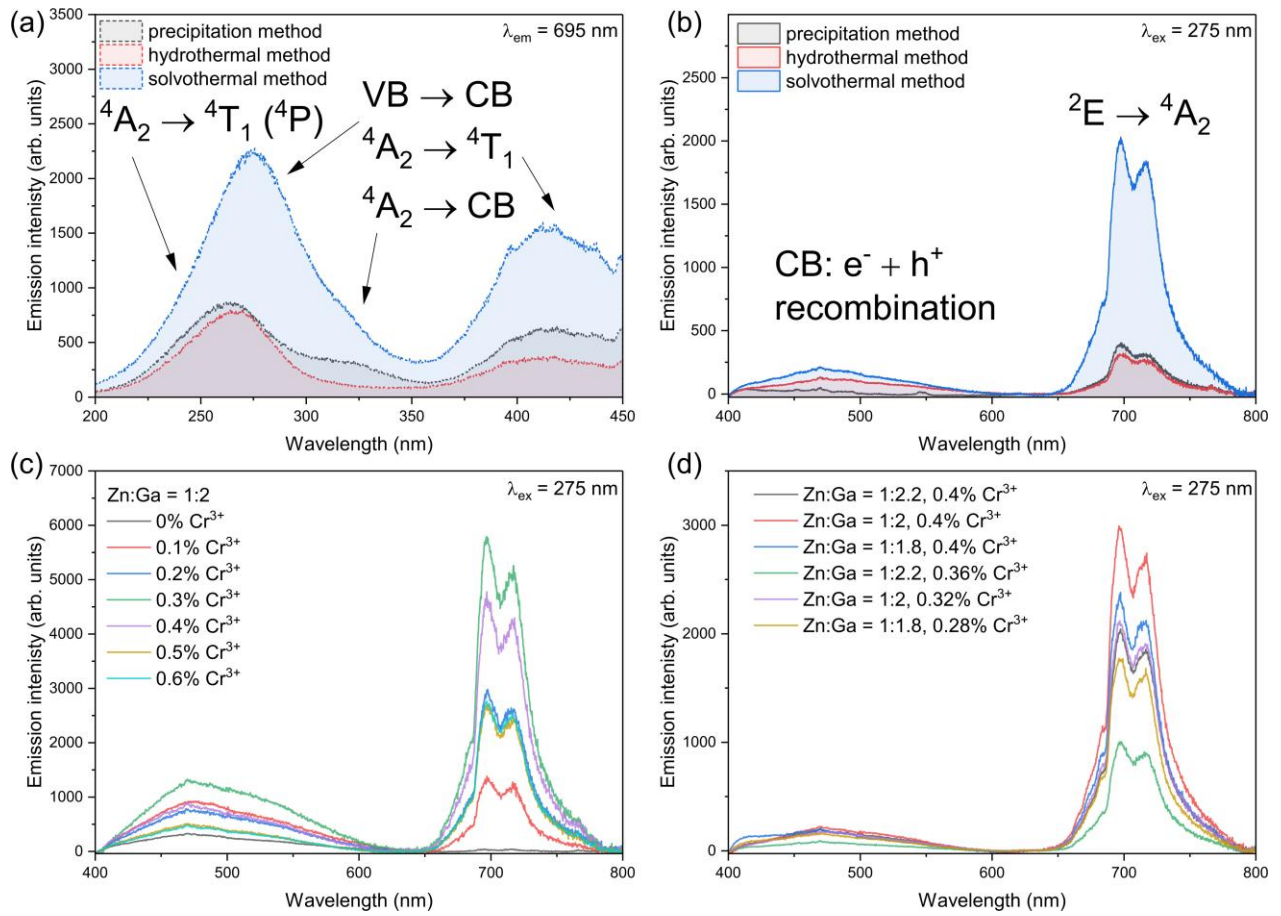 (a)
3500
3000
2500
2250
2000
1500
1250
1000
750
500
250
0
Emission intenisty (arb. units)
precipitation method
hydrothermal method
solvothermal method
λem = 695 nm
⁴A₂ → ⁴T₁ (⁴P)
VB → CB
⁴A₂ → ⁴T₁
⁴A₂ → CB
200 250 300 350 400 450
Wavelength (nm)
(b)
2500
2000
1500
1000
500
0
Emission intenisty (arb. units)
precipitation method
hydrothermal method
solvothermal method
λex = 275 nm
²E → ⁴A₂
CB: e⁻ + h⁺
recombination
400 500 600 700 800
Wavelength (nm)
(c)
7000
6000
5000
4000
3000
2000
1000
0
Emission intenisty (arb. units)
Zn:Ga = 1:2
0% Cr³⁺
0.1% Cr³⁺
0.2% Cr³⁺
0.3% Cr³⁺
0.4% Cr³⁺
0.5% Cr³⁺
0.6% Cr³⁺
λex = 275 nm
400 500 600 700 800
Wavelength (nm)
(d)
3000
2000
1000
0
Emission intenisty (arb. units)
Zn:Ga = 1:2.2, 0.4% Cr³⁺
Zn:Ga = 1:2, 0.4% Cr³⁺
Zn:Ga = 1:1.8, 0.4% Cr³⁺
Zn:Ga = 1:2.2, 0.36% Cr³⁺
Zn:Ga = 1:2, 0.32% Cr³⁺
Zn:Ga = 1:1.8, 0.28% Cr³⁺
λex = 275 nm
400 500 600 700 800
Wavelength (nm)